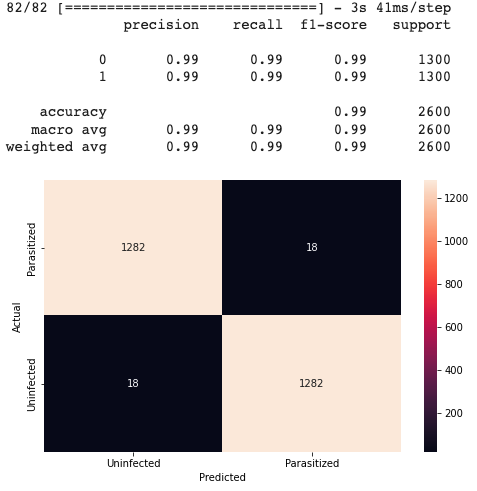 82/82 [==============================] - 3s 41ms/step
precision recall f1-score support
0 0.99 0.99 0.99 1300
1 0.99 0.99 0.99 1300
accuracy 0.99 2600
macro avg 0.99 0.99 0.99 2600
weighted avg 0.99 0.99 0.99 2600
1200
1000
800
600
400
200
Actual
Parasitized
1282 18
Uninfected
18 1282
Uninfected Parasitized
Predicted